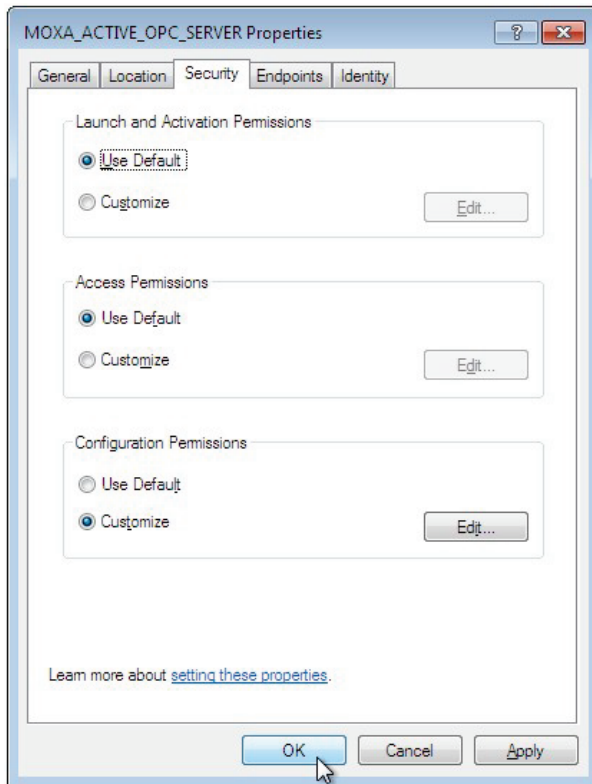 MOXA_ACTIVE_OPC_SERVER Properties
General Location Security Endpoints Identity
Launch and Activation Permissions
Use Default
Customize
Edit...
Access Permissions
Use Default
Customize
Edit...
Configuration Permissions
Use Default
Customize
Edit...
Learn more about setting these properties.
OK Cancel Apply